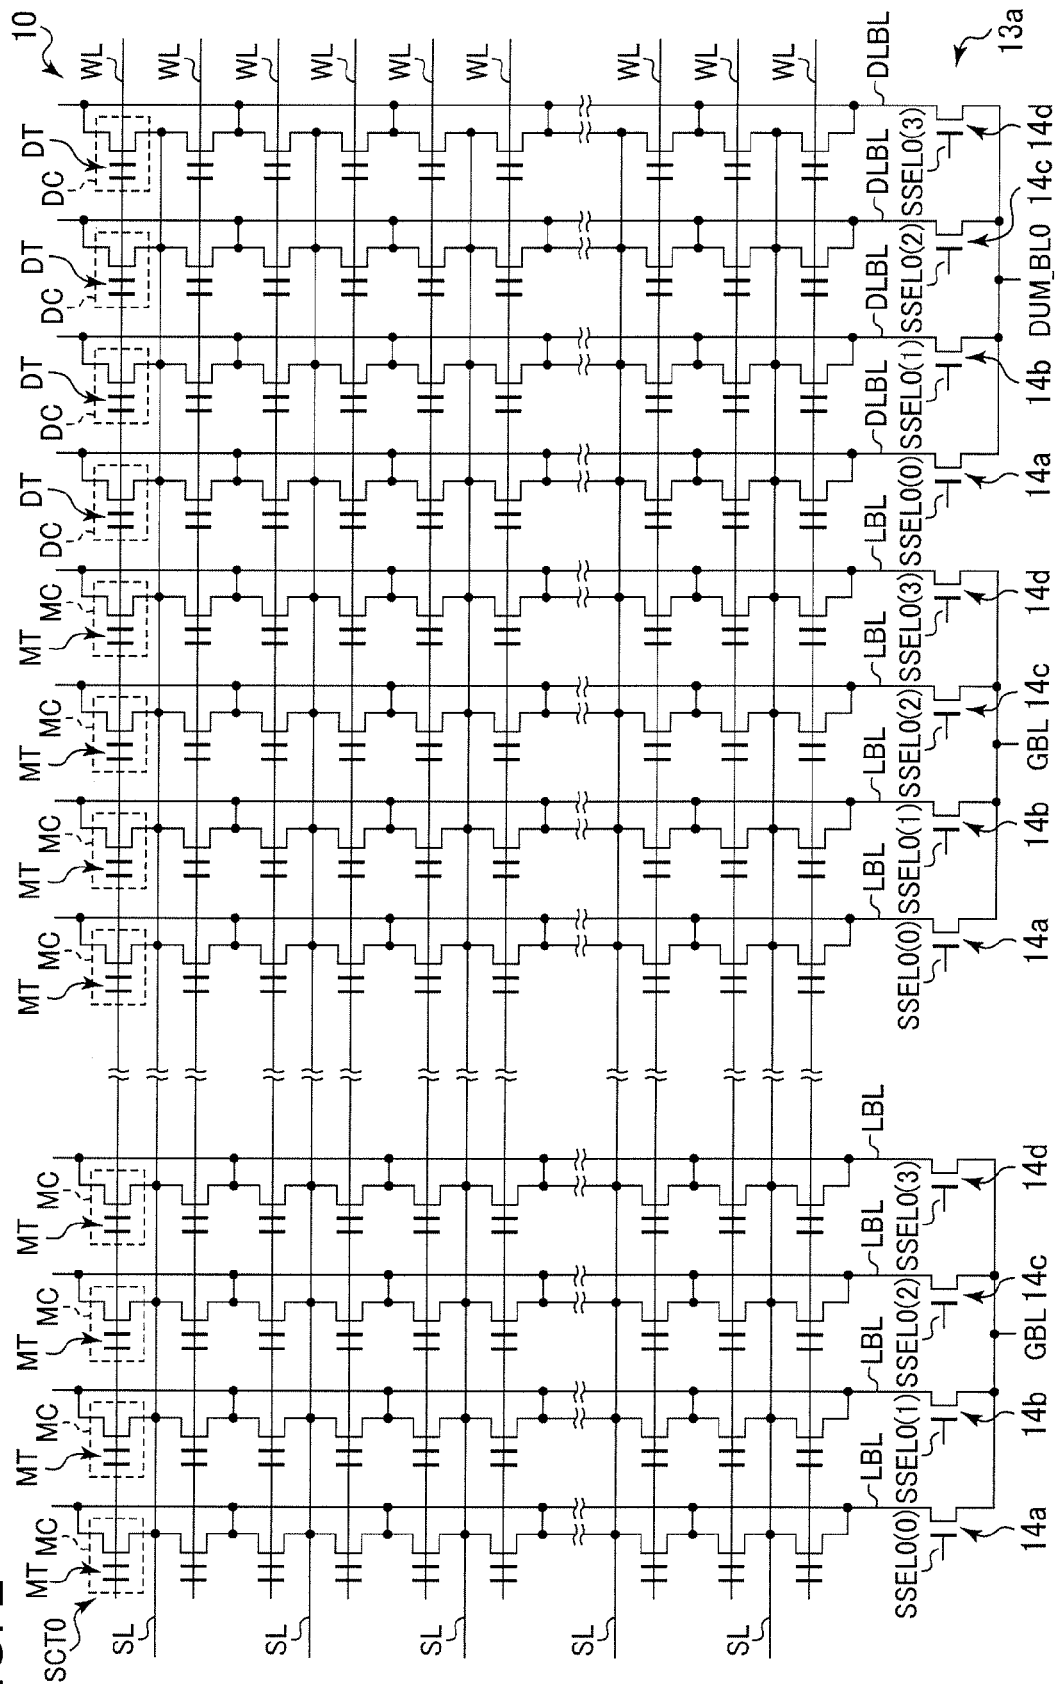 10
MT MT MT MT MT MT MT MT DT DT DT DT
MC MC MC MC MC MC MC MC DC DC DC DC
SCT0
WL
SL
WL
WL
SL
WL
WL
SL
WL
SL
WL
WL
SL
WL
LBL LBL LBL LBL LBL LBL LBL LBL DLBL DLBL DLBL DLBL
SSEL0(0) SSEL0(1) SSEL0(2) SSEL0(3) SSEL0(0) SSEL0(1) SSEL0(2) SSEL0(3) SSEL0(0) SSEL0(1) SSEL0(2) SSEL0(3)
13a
14a 14b GBL 14c 14d 14a 14b GBL 14c 14d 14a 14b DUM_BL0 14c 14d